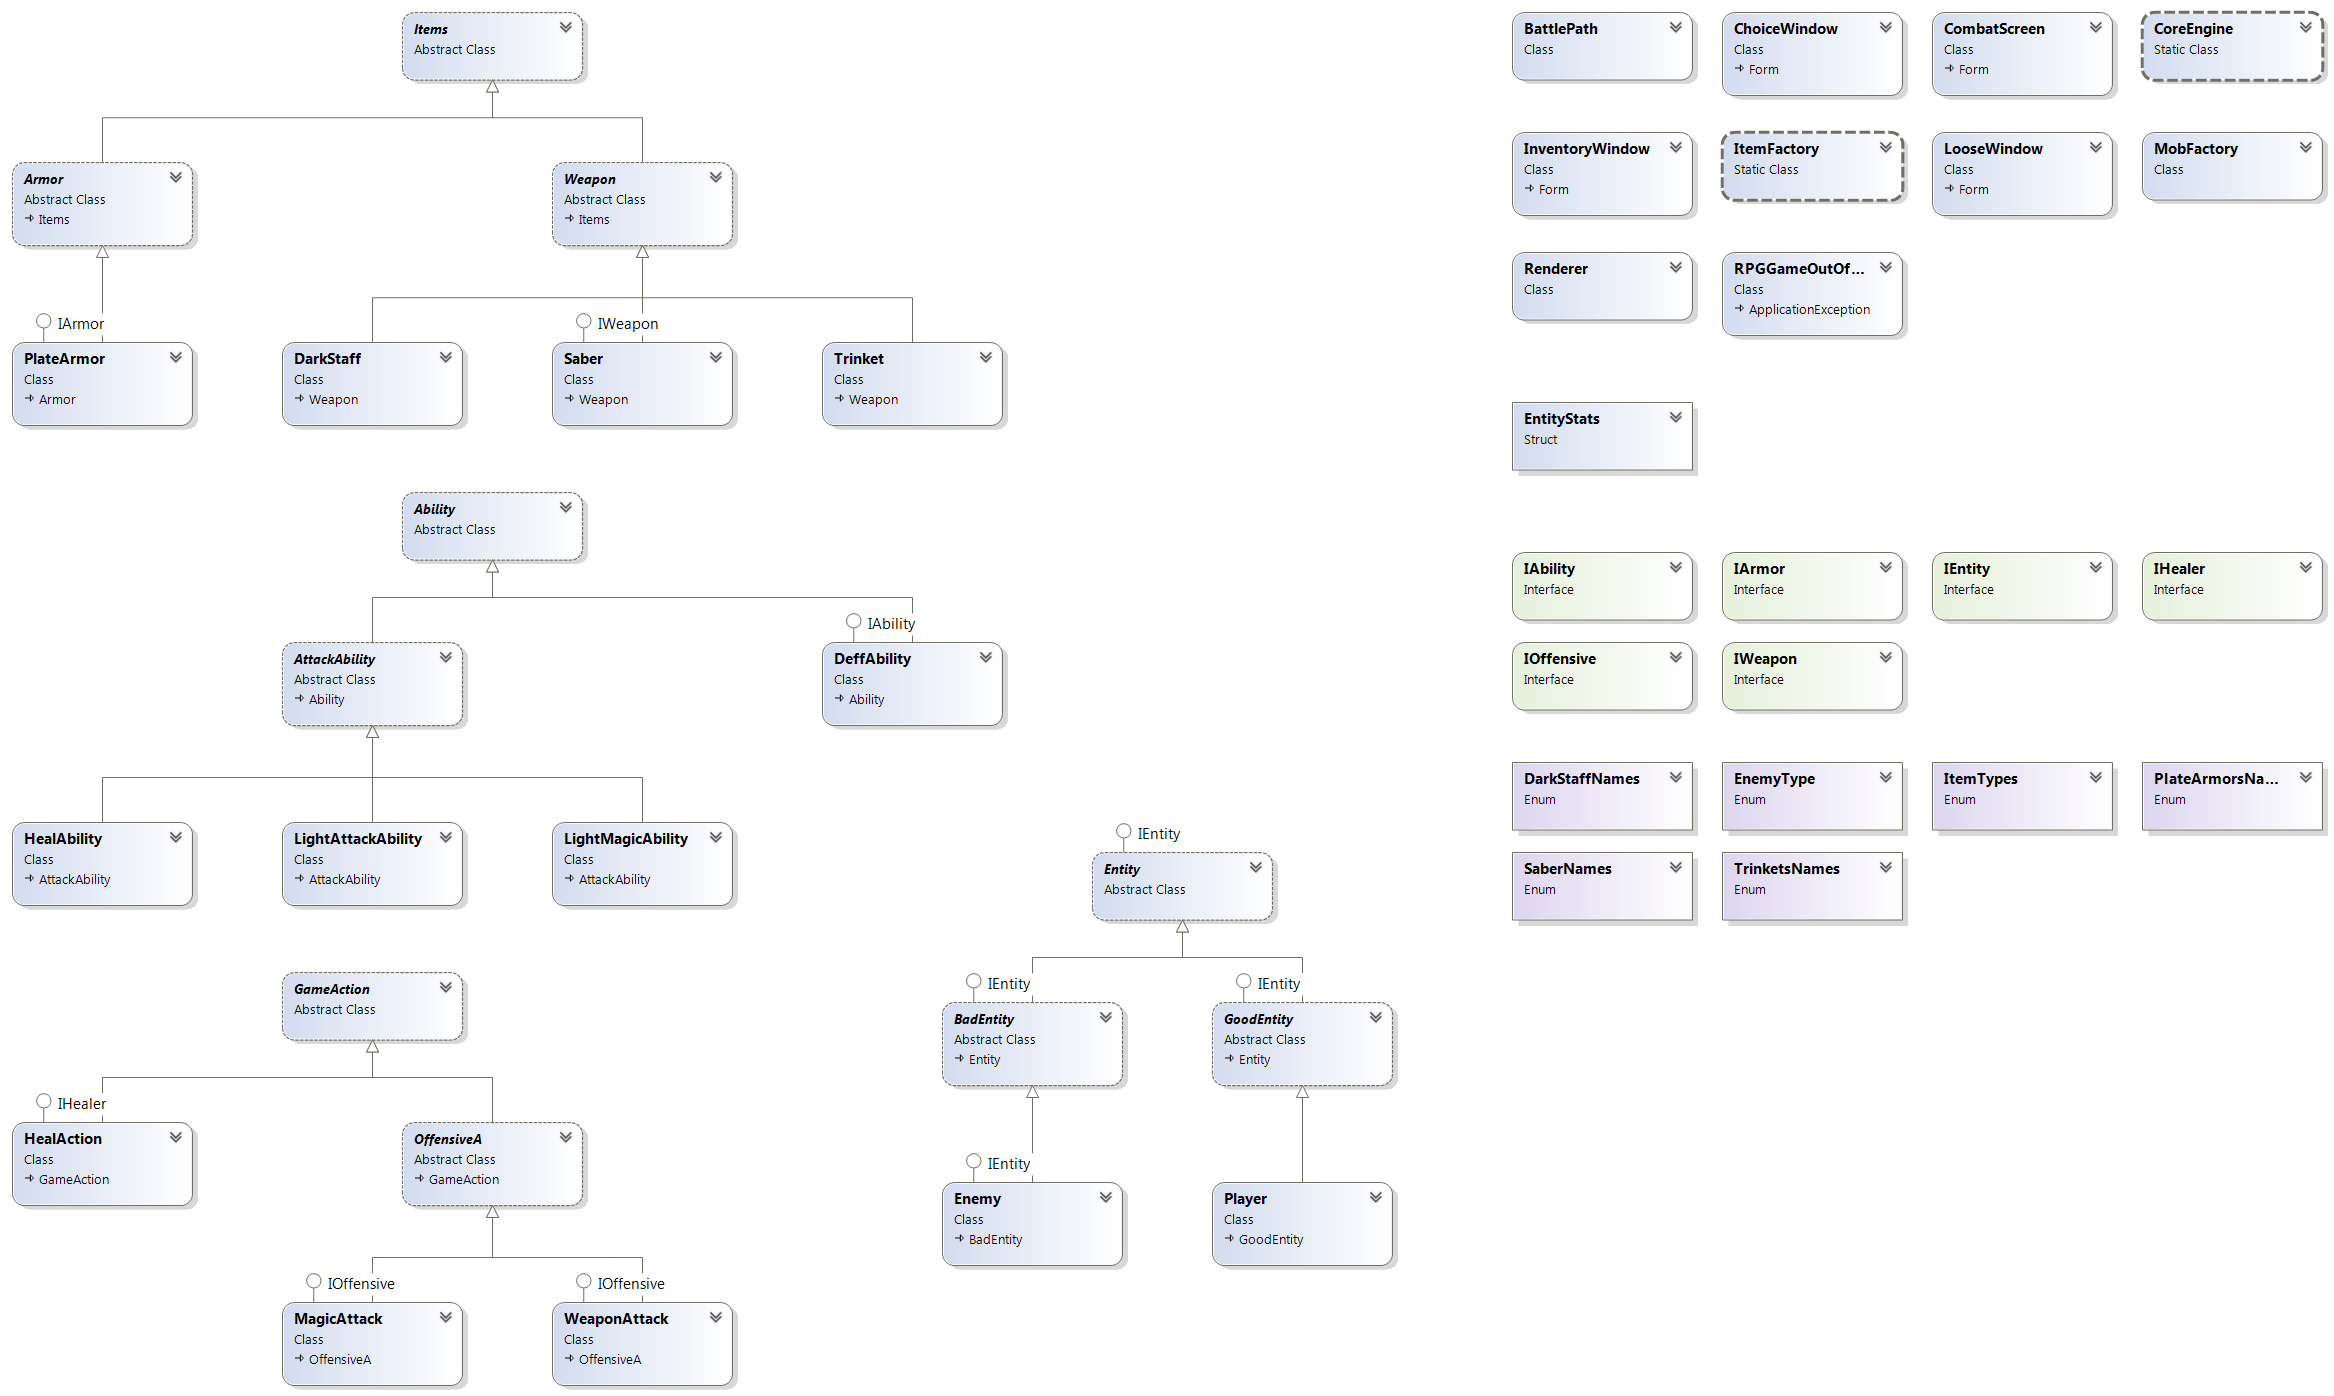 Items
Abstract Class
Armor
Abstract Class
Items
Weapon
Abstract Class
Items
IArmor
PlateArmor
Class
Armor
DarkStaff
Class
Weapon
IWeapon
Saber
Class
Weapon
Trinket
Class
Weapon
Ability
Abstract Class
AttackAbility
Abstract Class
Ability
IAbility
DeffAbility
Class
Ability
HealAbility
Class
AttackAbility
LightAttackAbility
Class
AttackAbility
LightMagicAbility
Class
AttackAbility
GameAction
Abstract Class
IHealer
HealAction
Class
GameAction
OffensiveA
Abstract Class
GameAction
IOffensive
MagicAttack
Class
OffensiveA
IOffensive
WeaponAttack
Class
OffensiveA
IEntity
Entity
Abstract Class
IEntity
BadEntity
Abstract Class
Entity
IEntity
GoodEntity
Abstract Class
Entity
IEntity
Enemy
Class
BadEntity
Player
Class
GoodEntity
BattlePath
Class
ChoiceWindow
Class
Form
CombatScreen
Class
Form
CoreEngine
Static Class
InventoryWindow
Class
Form
ItemFactory
Static Class
LooseWindow
Class
Form
MobFactory
Class
Renderer
Class
RPGGameOutOf...
Class
ApplicationException
EntityStats
Struct
IAbility
Interface
IArmor
Interface
IEntity
Interface
IHealer
Interface
IOffensive
Interface
IWeapon
Interface
DarkStaffNames
Enum
EnemyType
Enum
ItemTypes
Enum
PlateArmorsNa...
Enum
SaberNames
Enum
TrinketsNames
Enum